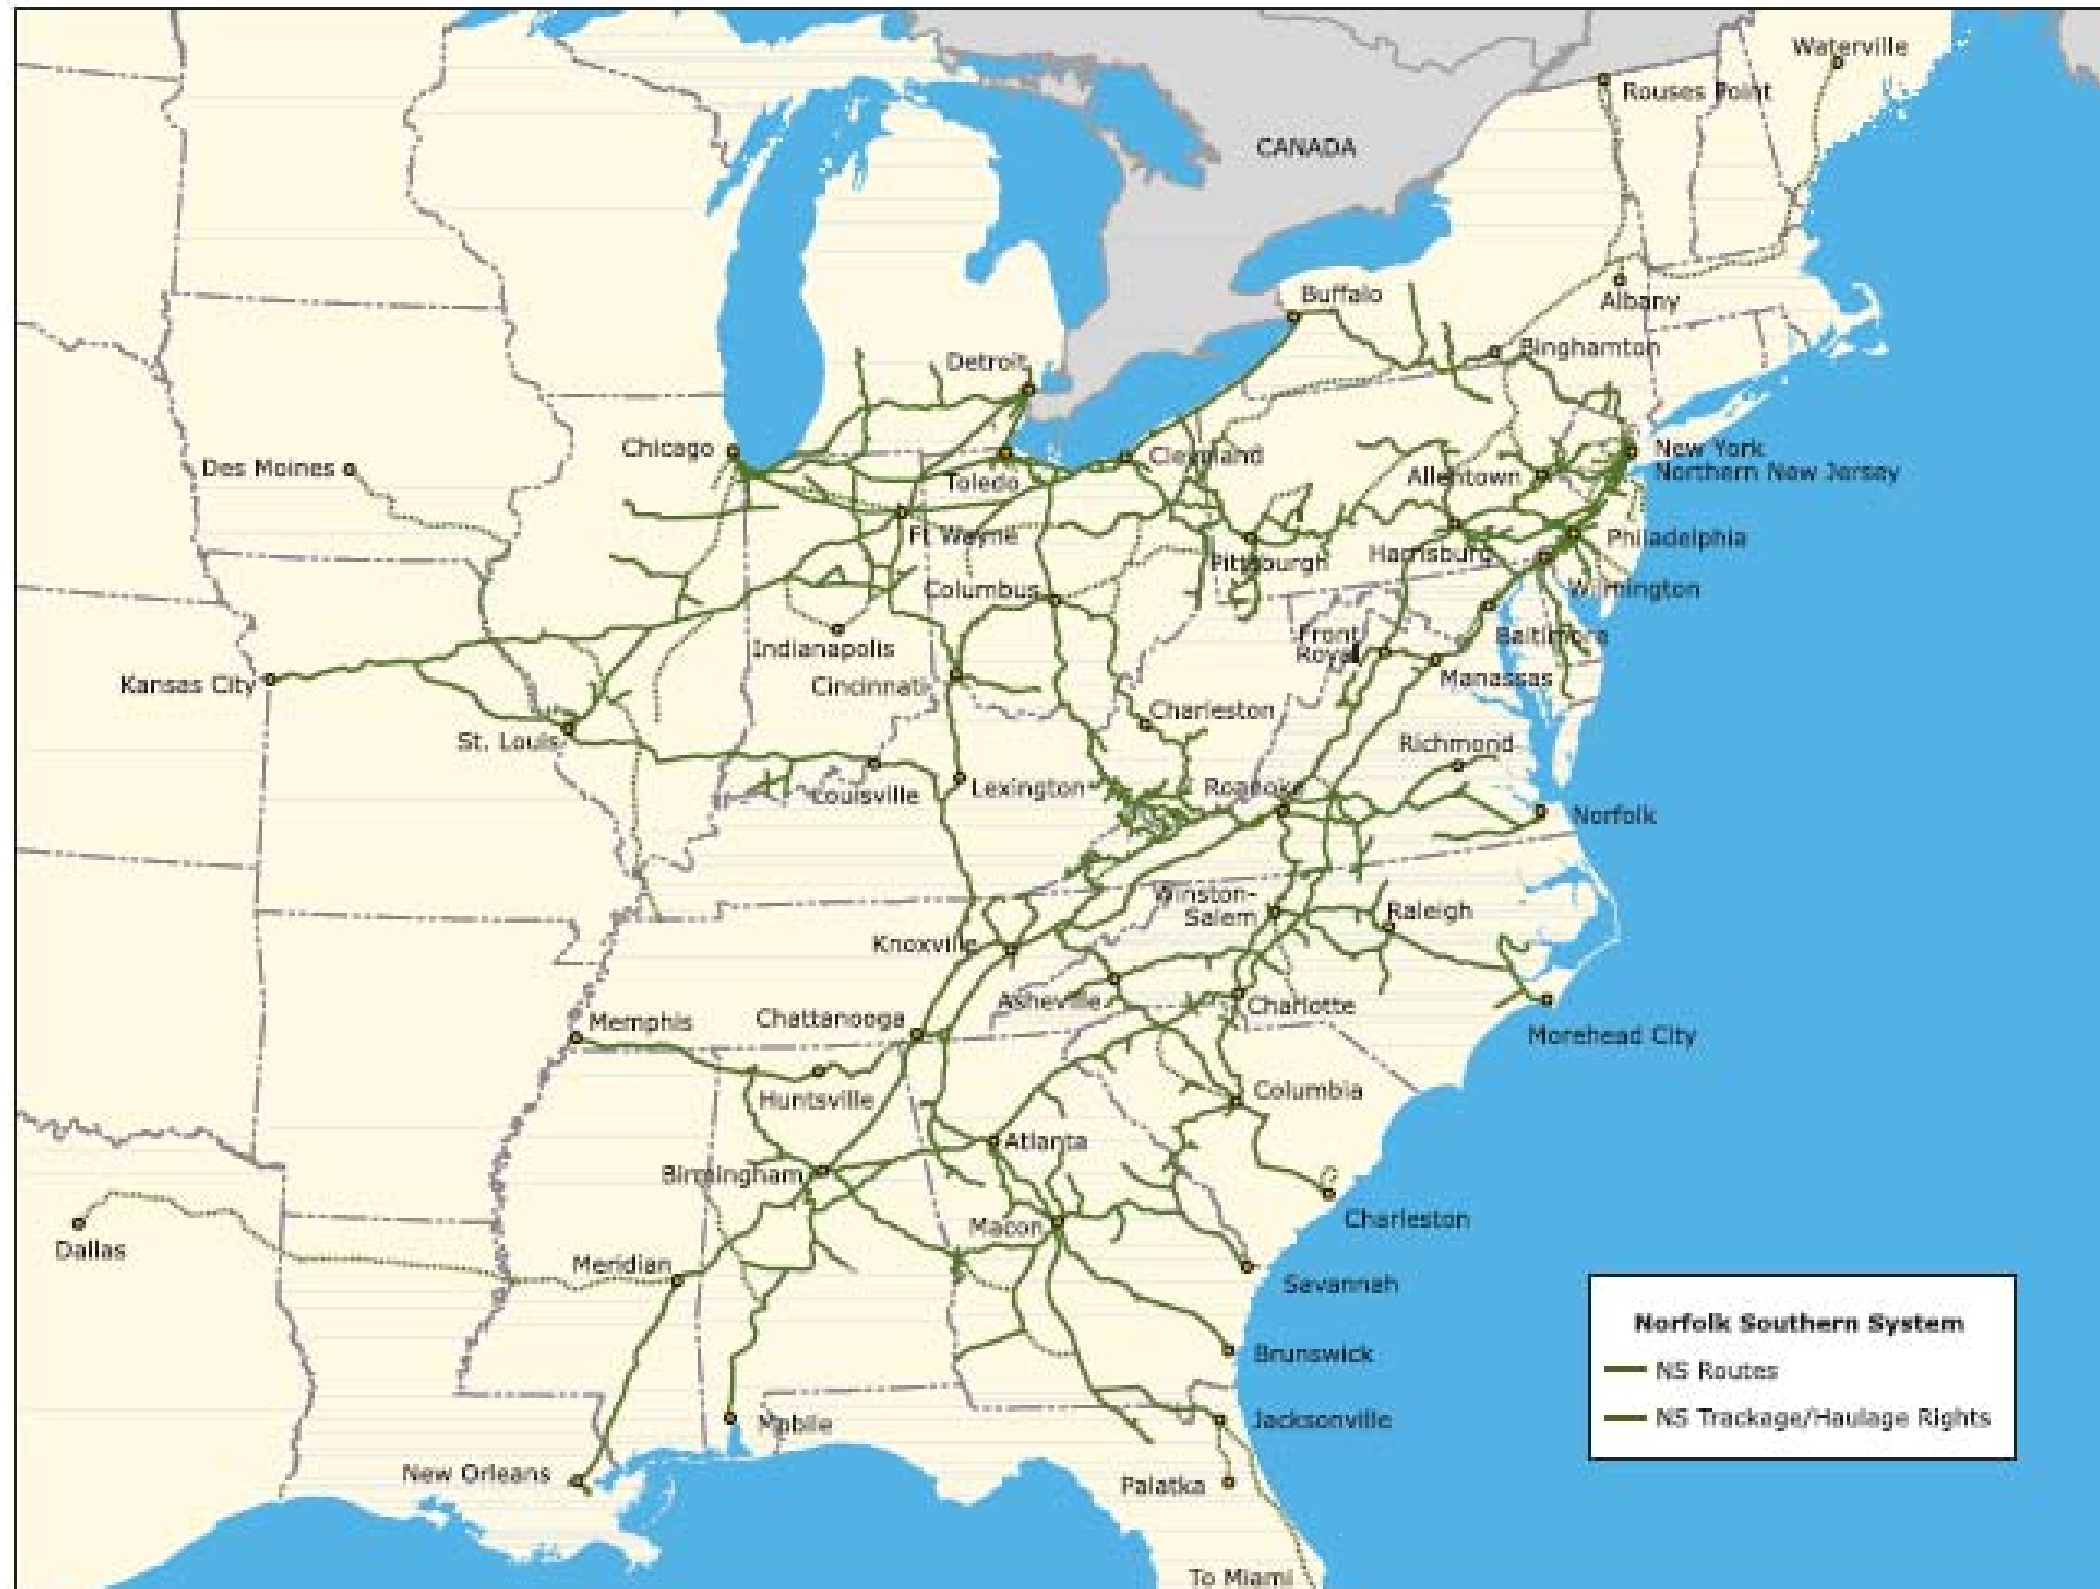 Waterville
Rouses Point
CANADA
Albany
Buffalo
Binghamton
Detroit
Chicago
Cleveland
New York
Northern New Jersey
Des Moines
Toledo
Allentown
Ft Wayne
Philadelphia
Pittsburgh
Harrisburg
Columbus
Wilmington
Baltimore
Front
Royal
Indianapolis
Kansas City
Cincinnati
Manassas
Charleston
St. Louis
Richmond
Louisville
Lexington
Roanoke
Norfolk
Winston-
Salem
Raleigh
Knoxville
Asheville
Charlotte
Memphis
Chattanooga
Morehead City
Huntsville
Columbia
Atlanta
Birmingham
Macon
Charleston
Dallas
Meridian
Savannah
Brunswick
Mobile
Jacksonville
New Orleans
Palatka
To Miami
Norfolk Southern System
NS Routes
NS Trackage/Haulage Rights